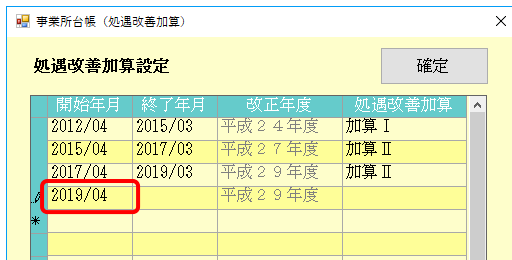 事業所台帳（処遇改善加算）
処遇改善加算設定 確定
開始年月 終了年月 改正年度 処遇改善加算
2012/04 2015/03 平成２４年度 加算Ⅰ
2015/04 2017/03 平成２７年度 加算Ⅱ
2017/04 2019/03 平成２９年度 加算Ⅱ
2019/04 平成２９年度
*